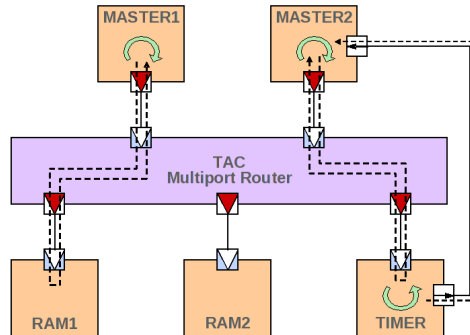 MASTER1
MASTER2
TAC
Multiport Router
RAM1
RAM2
TIMER